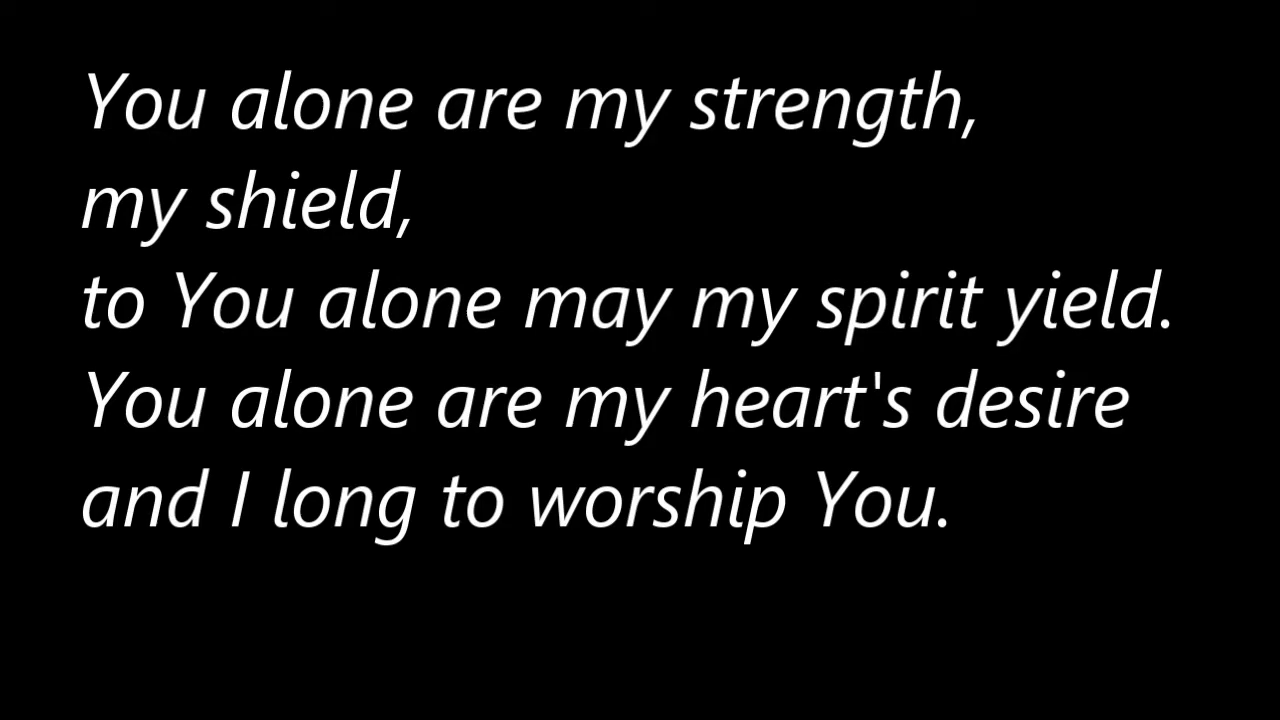 You alone are my strength,
my shield,
to You alone may my spirit yield.
You alone are my heart's desire
and I long to worship You.